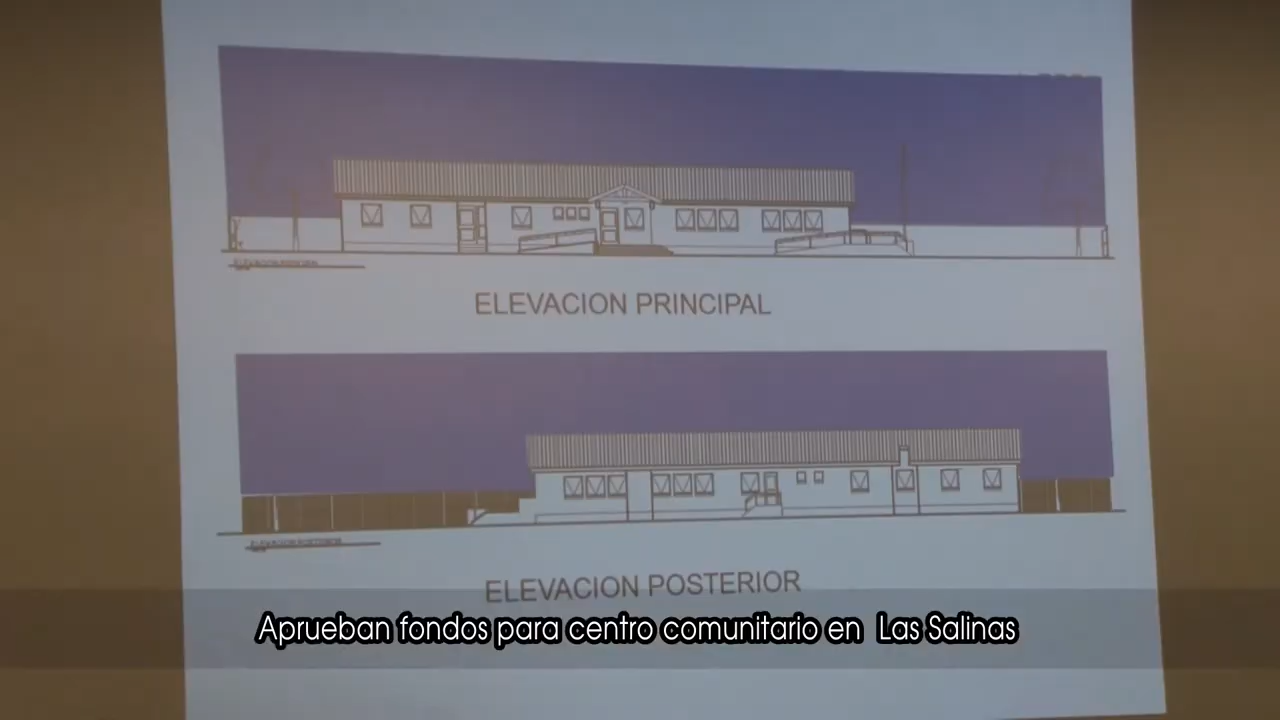 ELEVACION PRINCIPAL
ELEVACION POSTERIOR
Aprueban fondos para centro comunitario en Las Salinas